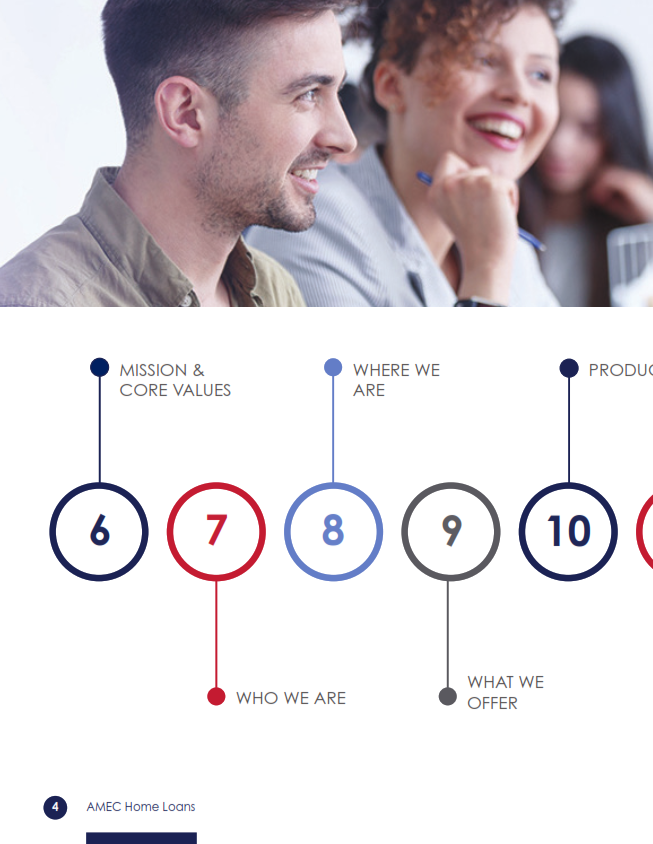 MISSION &
CORE VALUES
WHERE WE
ARE
6
7
8
9
10
WHO WE ARE
WHAT WE
OFFER
4
AMEC Home Loans